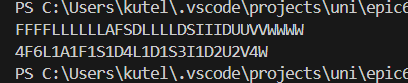 PS C:\Users\kutel\.vscode\projects\uni\epic6
FFFFLLLLLLAFSDLLLLDSIIIDUUVVWWWW
4F6L1A1F1S1D4L1D1S3I1D2U2V4W
PS C:\Users\kutel\.vscode\projects\uni\epic6